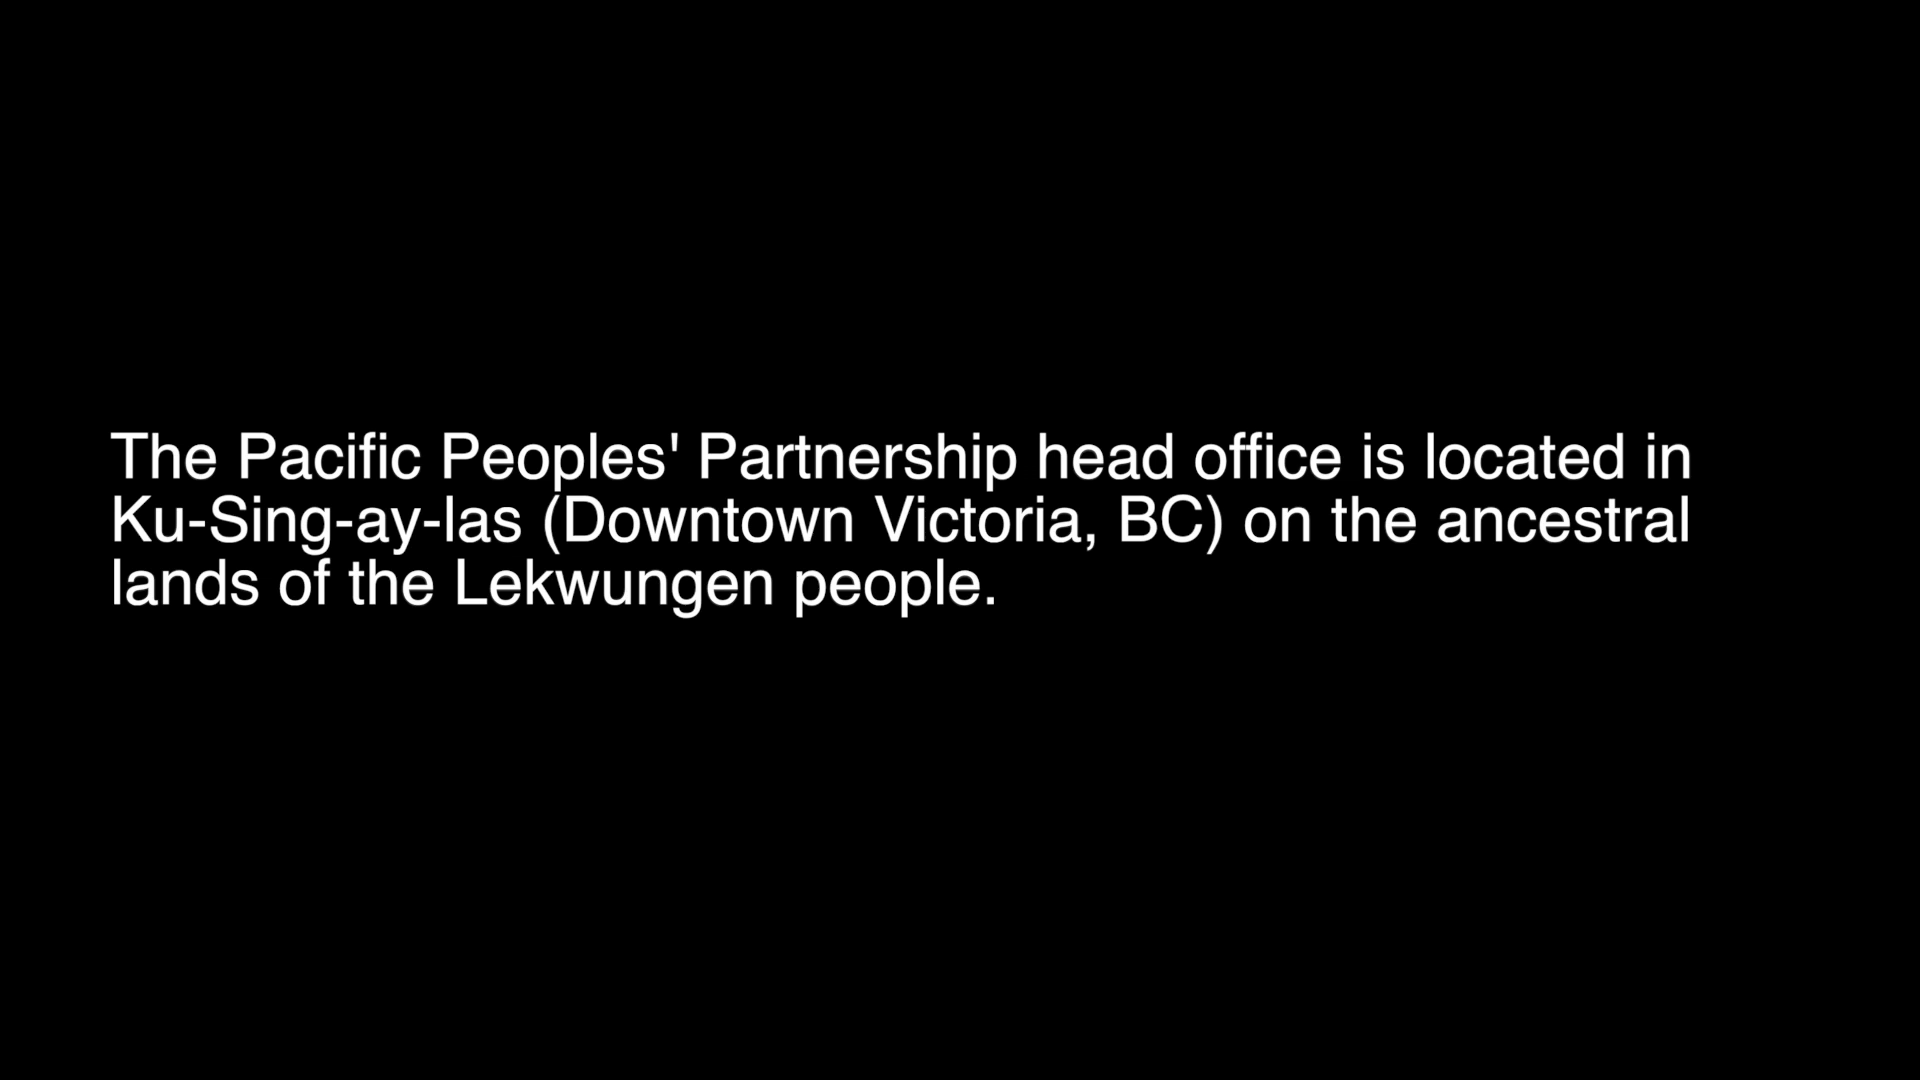 The Pacific Peoples' Partnership head office is located in
Ku-Sing-ay-las (Downtown Victoria, BC) on the ancestral
lands of the Lekwungen people.